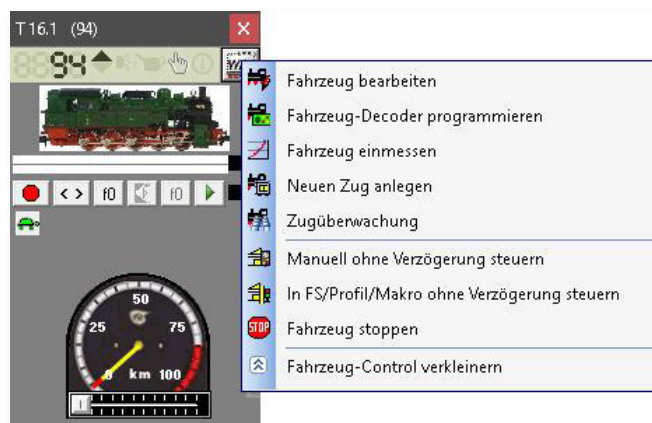 T 16.1 (94)
94
Fahrzeug bearbeiten
Fahrzeug-Decoder programmieren
Fahrzeug einmessen
Neuen Zug anlegen
Zugüberwachung
Manuell ohne Verzögerung steuern
In FS/Profil/Makro ohne Verzögerung steuern
STOP Fahrzeug stoppen
Fahrzeug-Control verkleinern
< > f0 f0
50
25 75
0 km 100